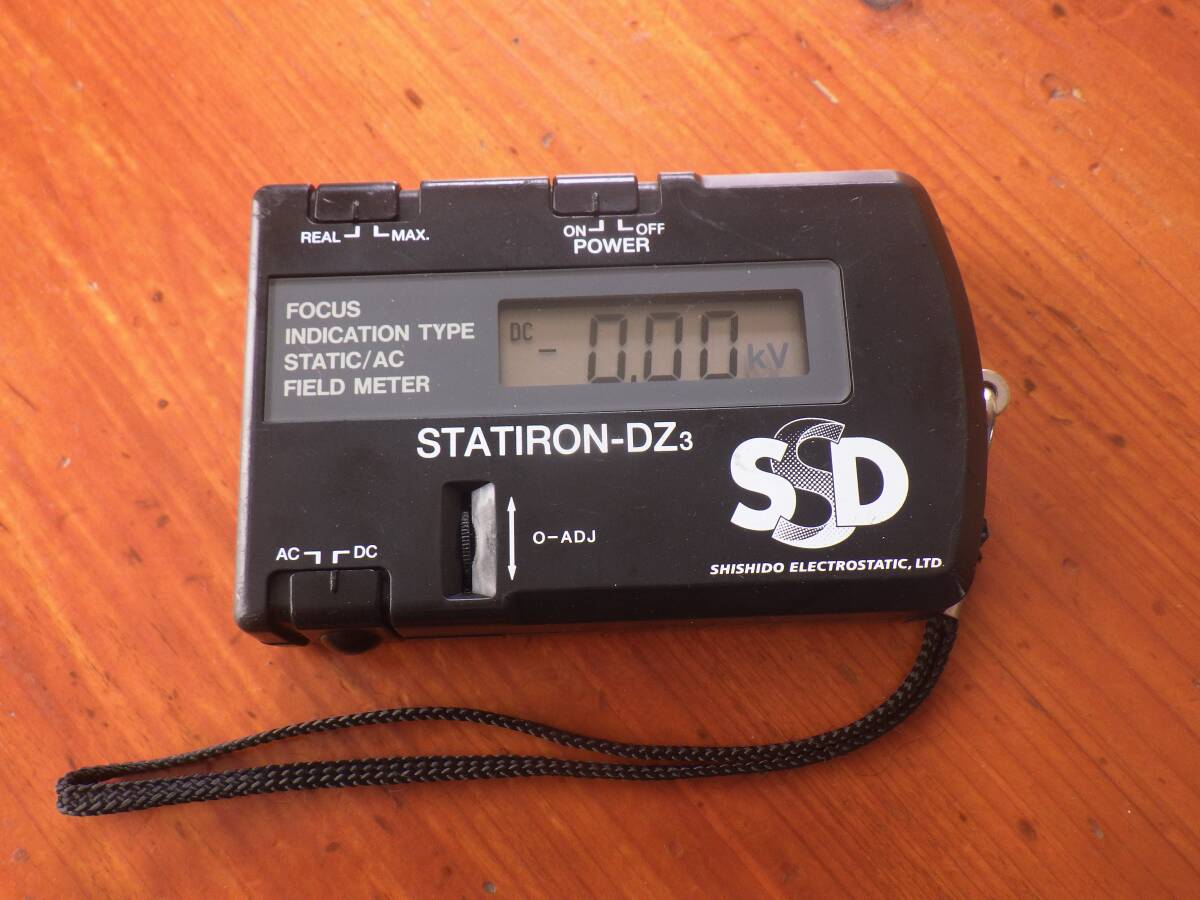 REAL MAX.
ON OFF
POWER
FOCUS
INDICATION TYPE
STATIC/AC
FIELD METER
DC - 0.00 kV
STATIRON-DZ3
SSD
O-ADJ
AC DC
SHISHIDO ELECTROSTATIC, LTD.